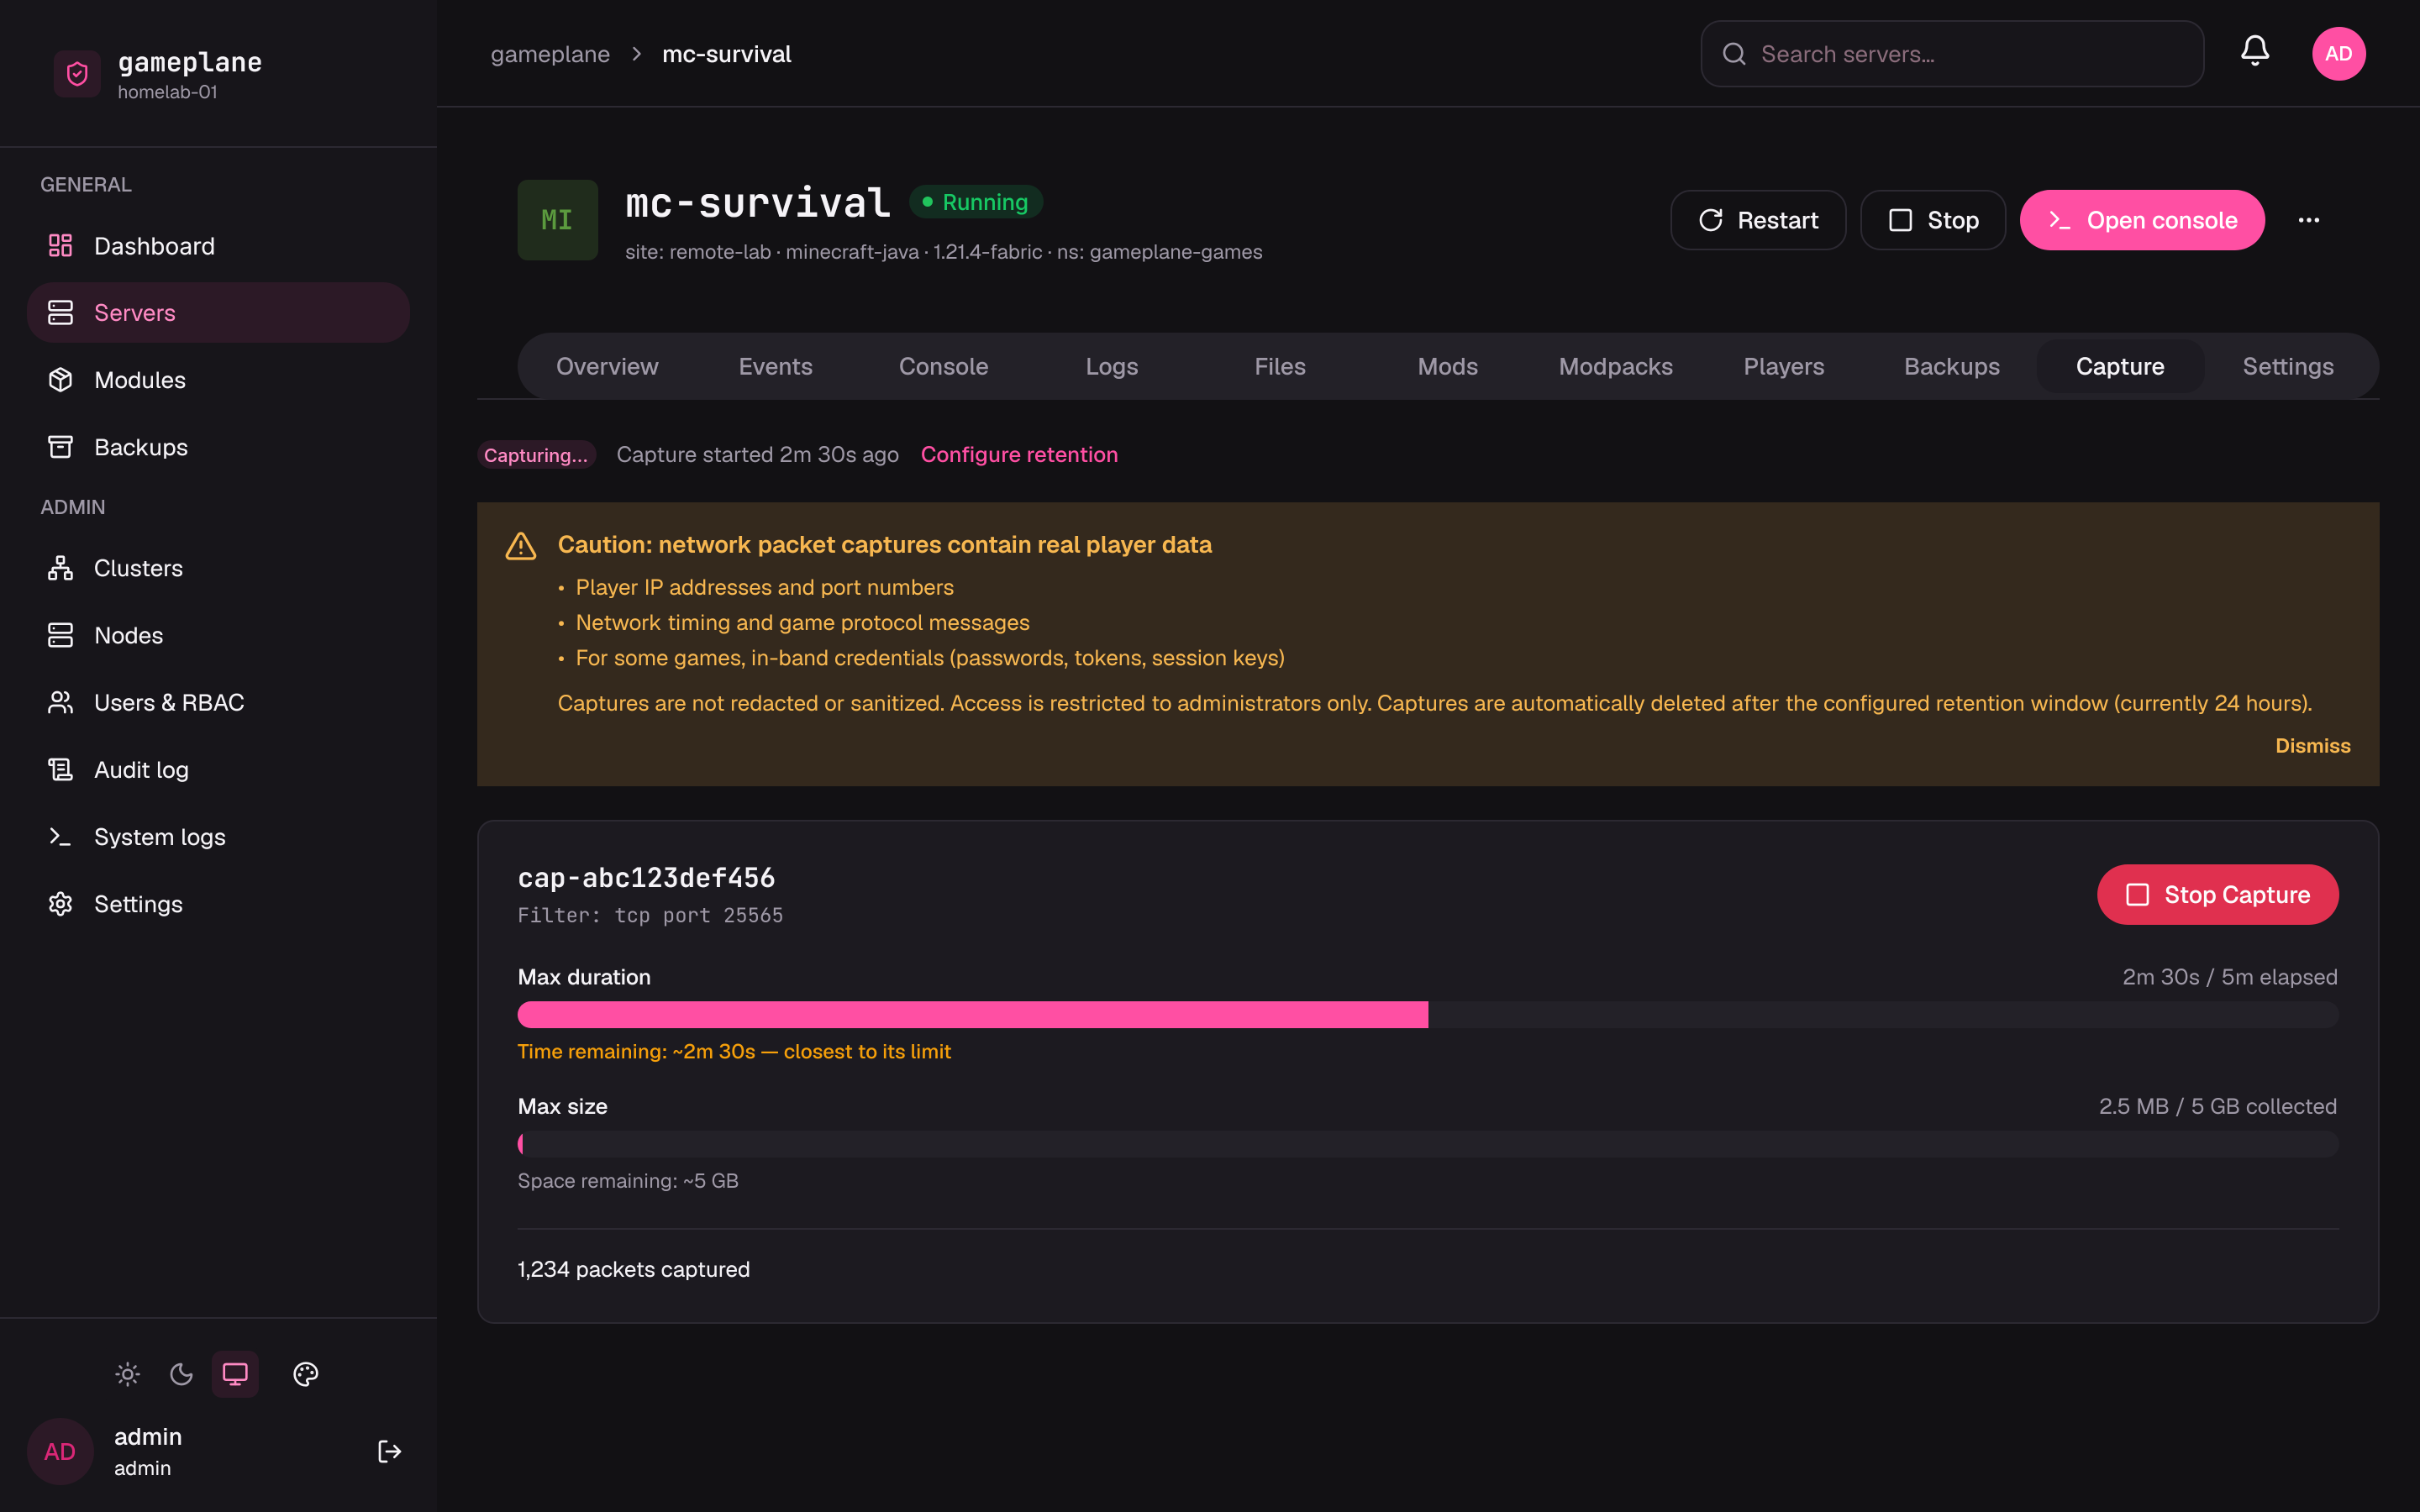 gameplane
homelab-01
GENERAL
Dashboard
Servers
Modules
Backups
ADMIN
Clusters
Nodes
Users & RBAC
Audit log
System logs
Settings
AD
admin
admin
gameplane > mc-survival
Search servers...
AD
MI
mc-survival
Running
site: remote-lab · minecraft-java · 1.21.4-fabric · ns: gameplane-games
Restart
Stop
Open console
Overview
Events
Console
Logs
Files
Mods
Modpacks
Players
Backups
Capture
Settings
Capturing... Capture started 2m 30s ago Configure retention
Caution: network packet captures contain real player data
• Player IP addresses and port numbers
• Network timing and game protocol messages
• For some games, in-band credentials (passwords, tokens, session keys)
Captures are not redacted or sanitized. Access is restricted to administrators only. Captures are automatically deleted after the configured retention window (currently 24 hours).
Dismiss
cap-abc123def456
Filter: tcp port 25565
Stop Capture
Max duration
2m 30s / 5m elapsed
Time remaining: ~2m 30s — closest to its limit
Max size
2.5 MB / 5 GB collected
Space remaining: ~5 GB
1,234 packets captured